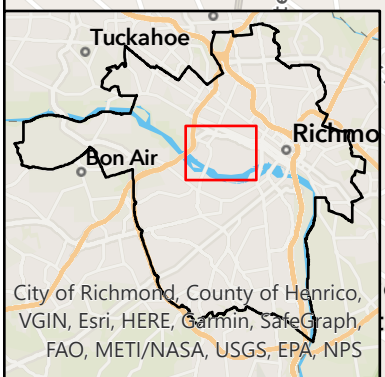 Tuckahoe
Richmo
Bon Air
City of Richmond, County of Henrico,
VGIN, Esri, HERE, Garmin, SafeGraph,
FAO, METI/NASA, USGS, EPA, NPS